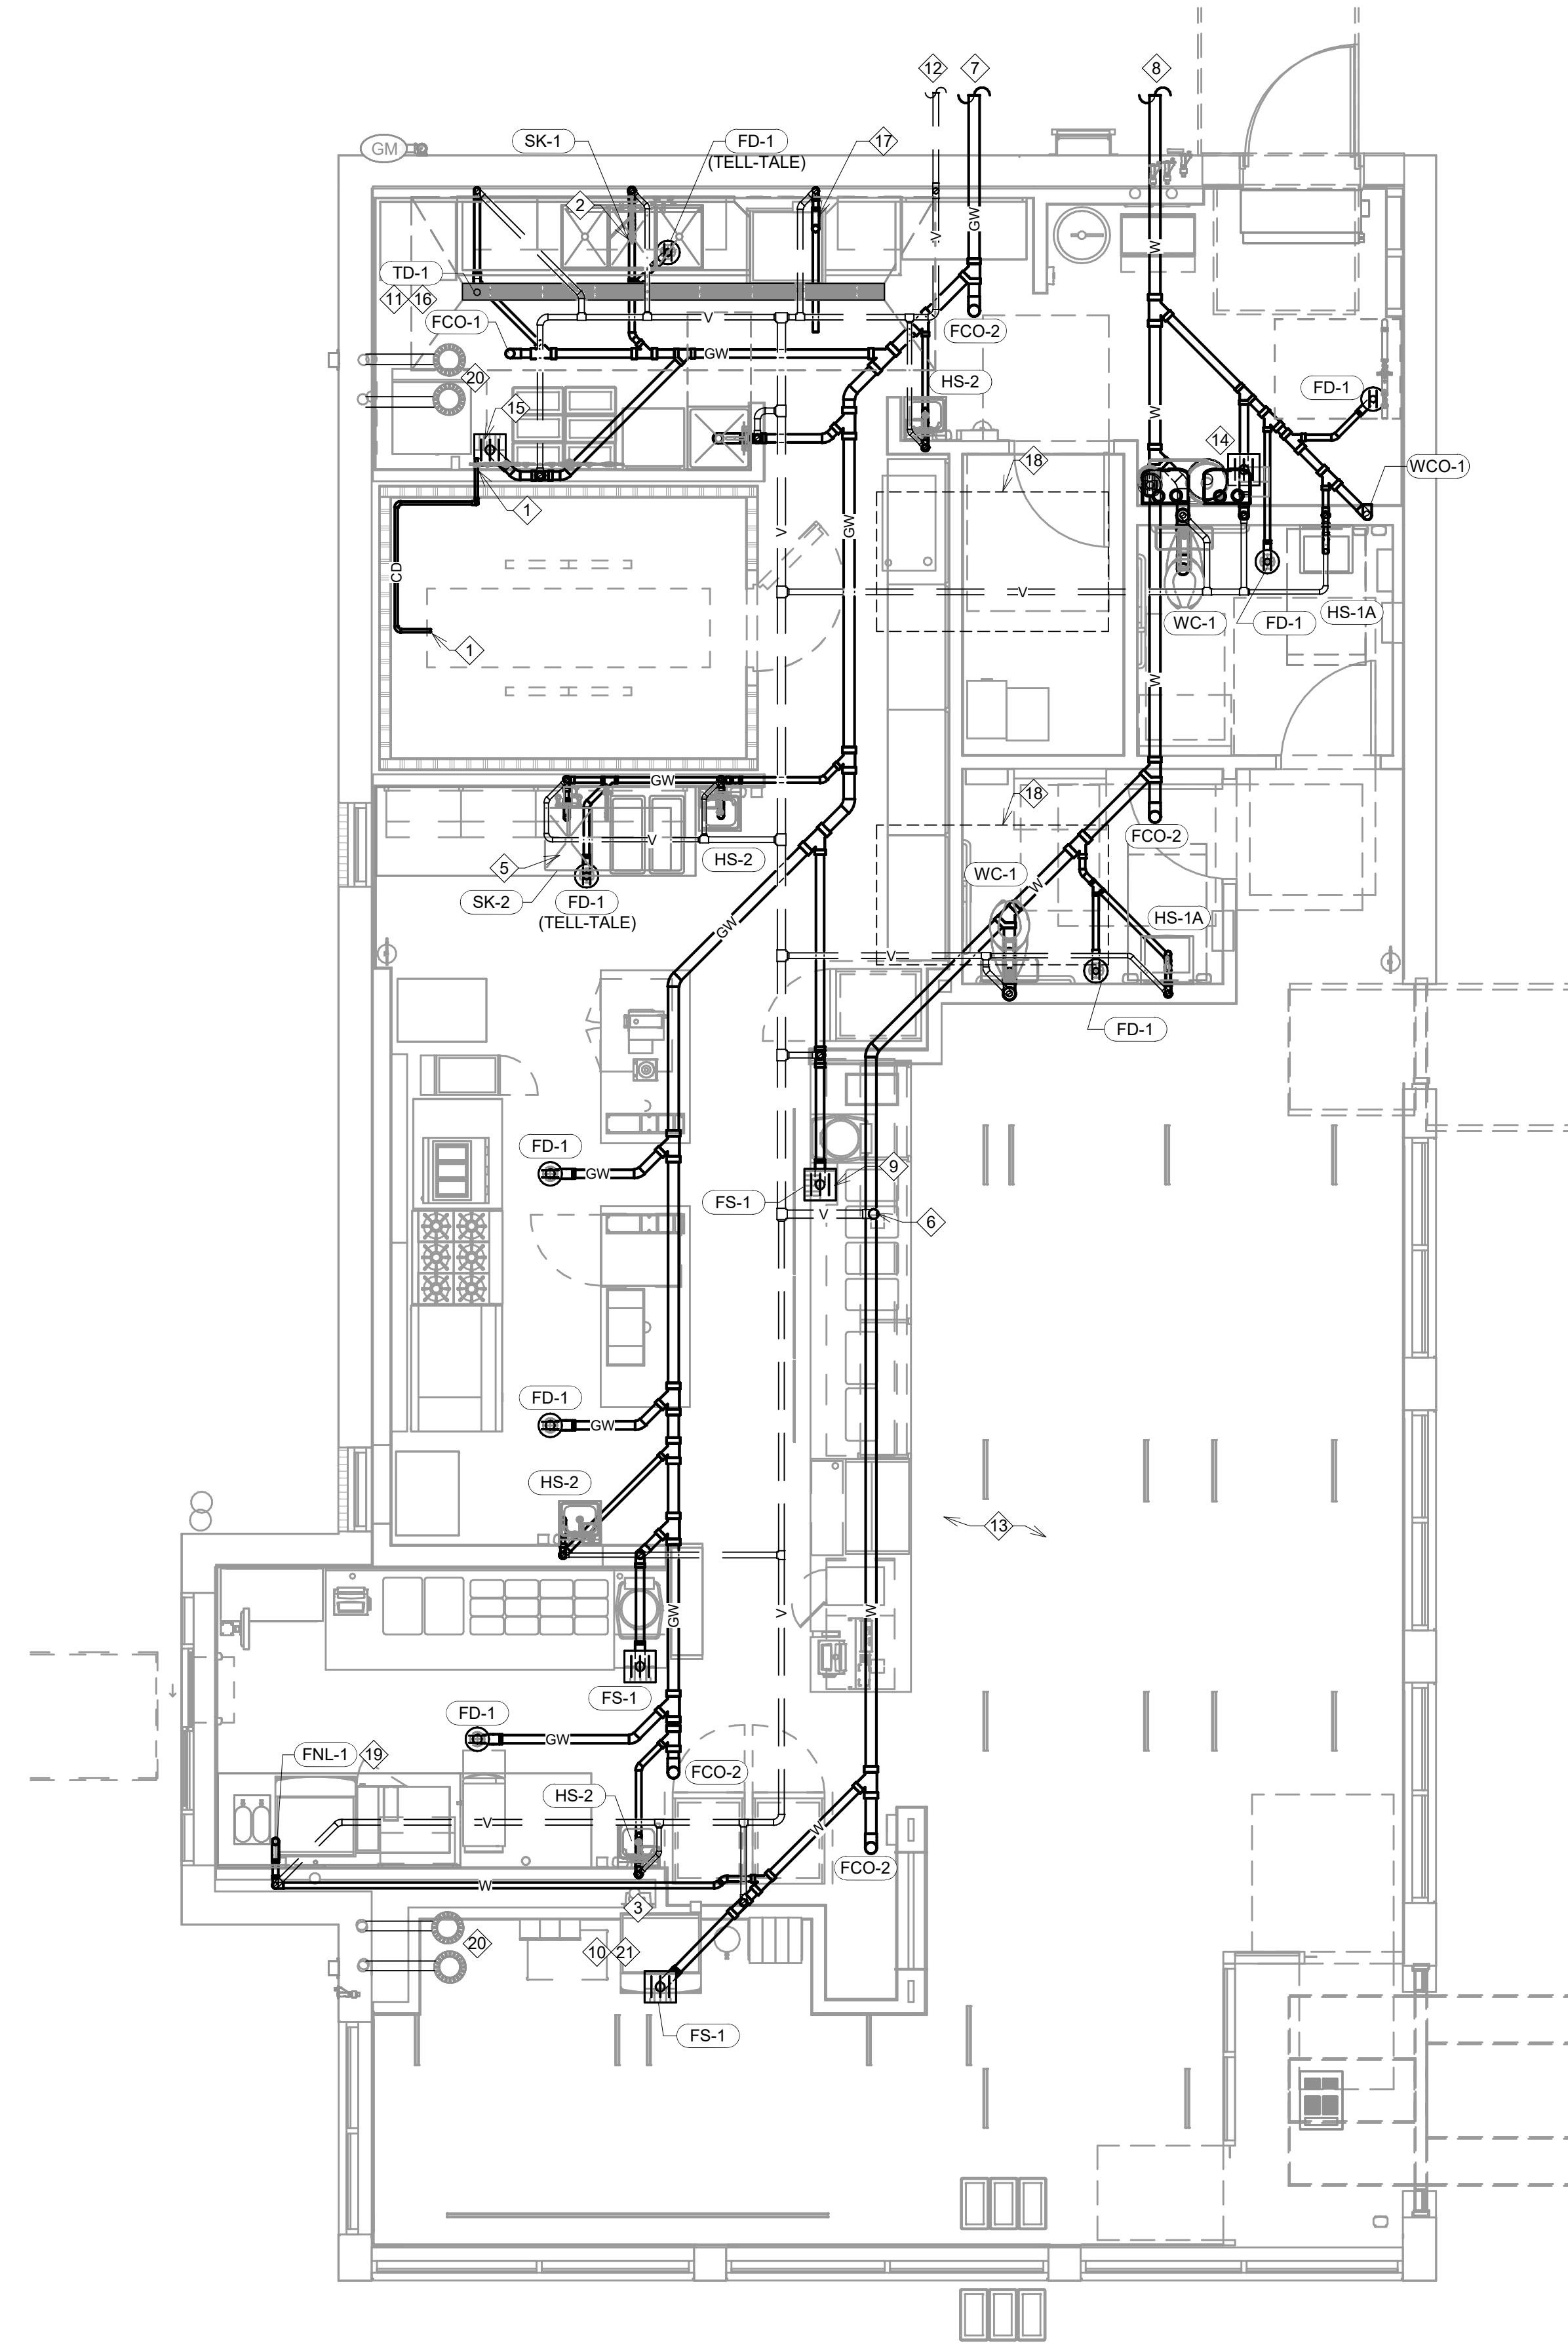 12
7
8
SK-1
FD-1
(TELL-TALE)
17
GM
2
GW
V
W
TD-1
11
16
FCO-1
V
GW
FCO-2
HS-2
20
FD-1
W
15
14
WCO-1
18
1
GW
V
CD
V
WC-1
FD-1
HS-1A
1
W
GW
18
V
FCO-2
5
HS-2
WC-1
W
SK-2
FD-1
(TELL-TALE)
GW
HS-1A
V
FD-1
FD-1
GW
9
FS-1
V
6
FD-1
GW
HS-2
13
V
W
GW
FS-1
FD-1
GW
FNL-1
19
FCO-2
HS-2
V
W
FCO-2
W
3
20
10
21
FS-1